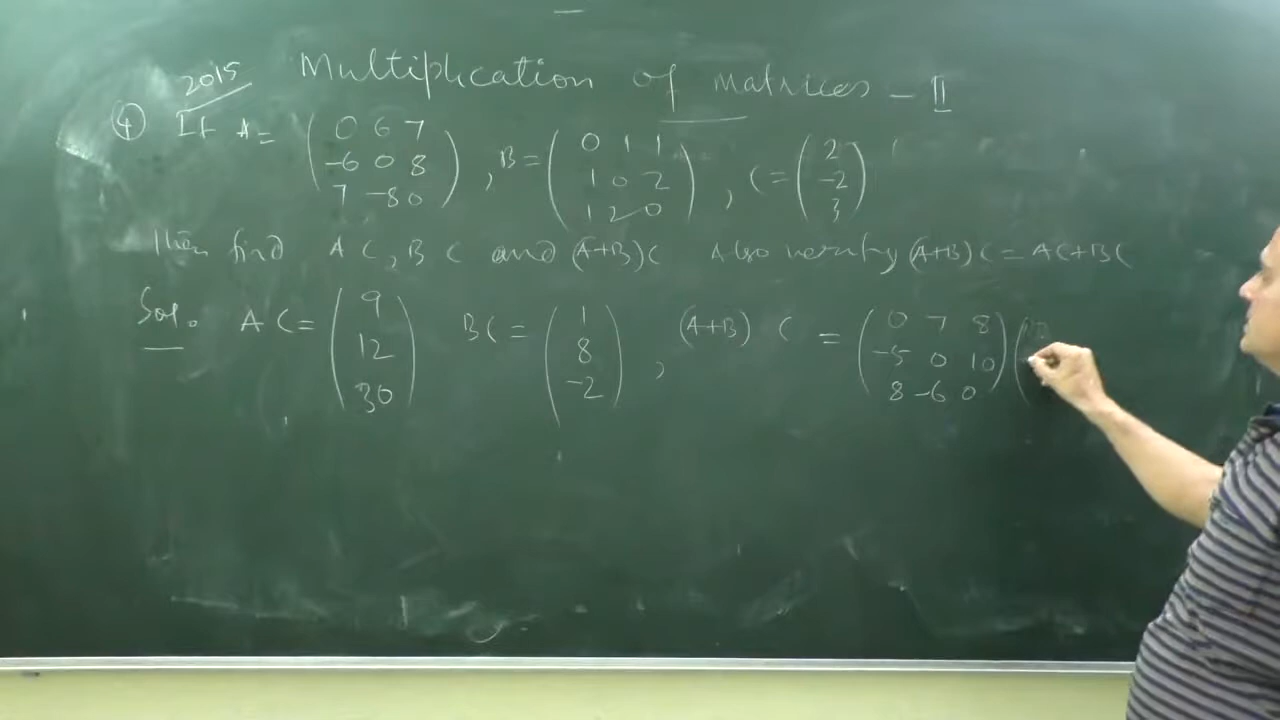 Multiplication of matrices - II
2015
④ If A = ( 0 6 7 / -6 0 8 / 7 -8 0 ), B = ( 0 1 1 / 1 0 2 / 1 2 0 ), C = ( 2 / -2 / 3 )
Then find AC, BC and (A+B)C Also verify (A+B)C = AC+BC
Sol. AC = ( 9 / 12 / 30 ) BC = ( 1 / 8 / -2 ), (A+B) C = ( 0 7 8 / -5 0 10 / 8 -6 0 ) (